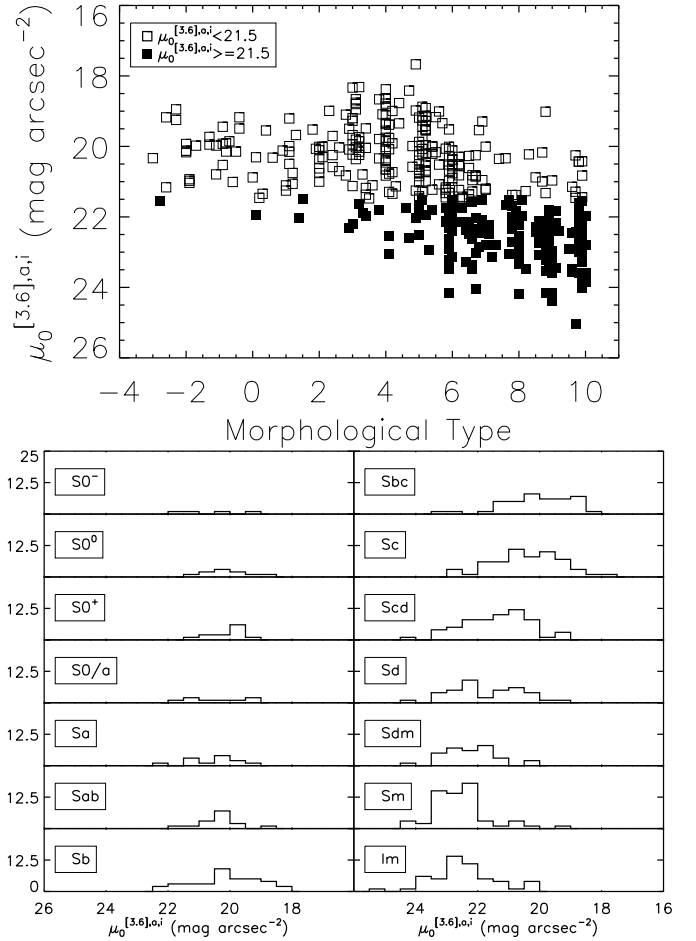 μ₀^[3.6],a,i<21.5
μ₀^[3.6],a,i>=21.5
16
18
20
22
24
26
μ₀^[3.6],a,i (mag arcsec⁻²)
−4 −2 0 2 4 6 8 10
Morphological Type
25
12.5 S0⁻
12.5 S0⁰
12.5 S0⁺
12.5 S0/a
12.5 Sa
12.5 Sab
12.5 Sb
0
Sbc
Sc
Scd
Sd
Sdm
Sm
Im
26 24 22 20 18
26 24 22 20 18 16
μ₀^[3.6],a,i (mag arcsec⁻²)
μ₀^[3.6],a,i (mag arcsec⁻²)